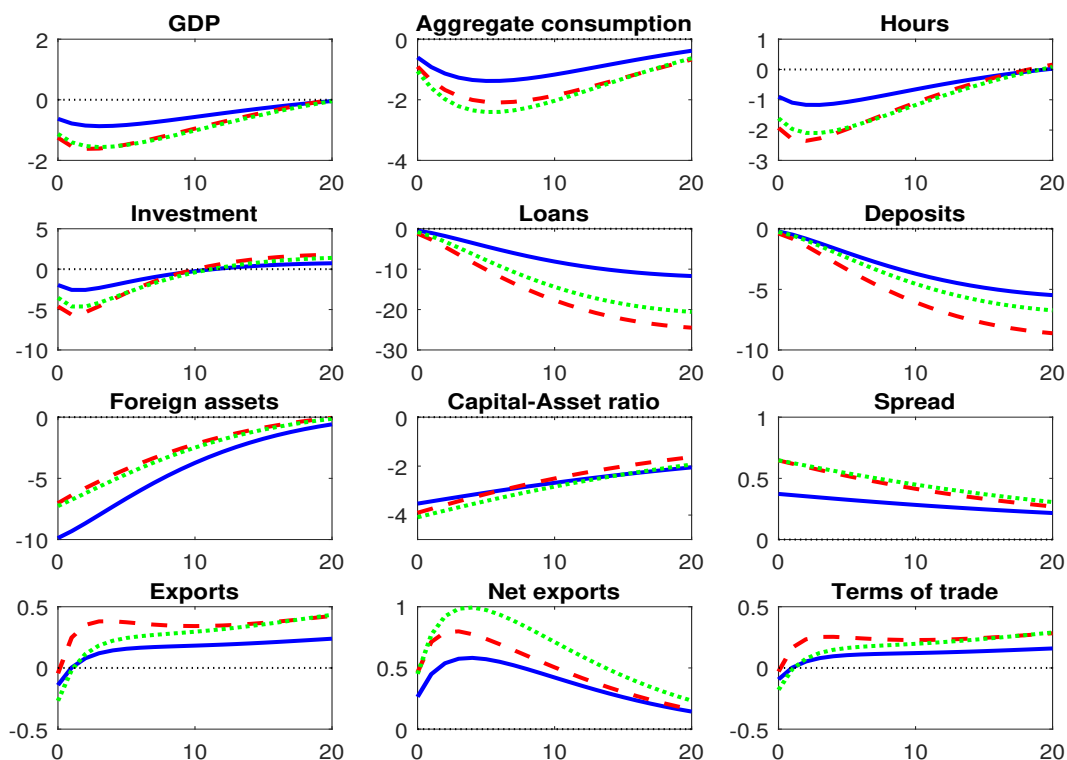 GDP Aggregate consumption Hours
2 0 1
0 -2 0
-2 -4 -1
-2
-3
0 10 20 0 10 20 0 10 20
Investment Loans Deposits
5 0 0
0 -10 -5
-5 -20 -10
-10 -30
0 10 20 0 10 20 0 10 20
Foreign assets Capital-Asset ratio Spread
0 0 1
-5 -2 0.5
-10 -4 0
0 10 20 0 10 20 0 10 20
Exports Net exports Terms of trade
0.5 1 0.5
0 0.5 0
-0.5 0 -0.5
0 10 20 0 10 20 0 10 20